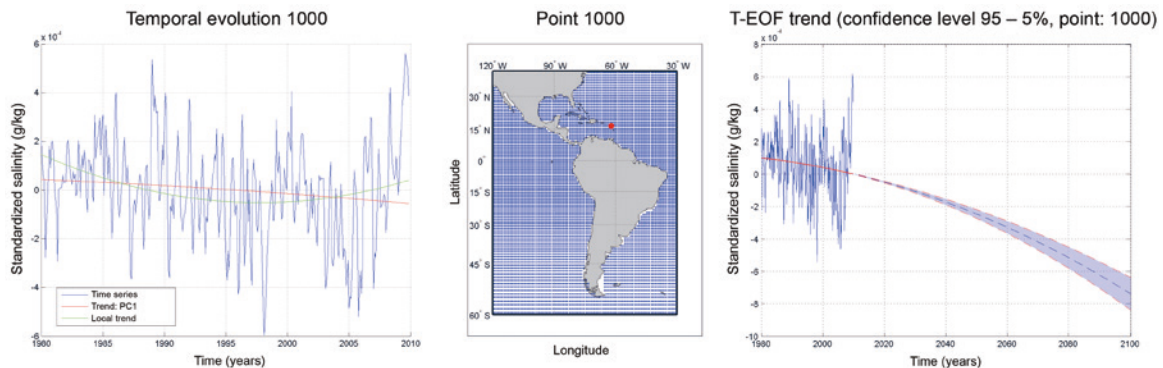 Temporal evolution 1000
6 x 10⁻⁴
4
2
0
-2
-4
-6
Standardized salinity (g/kg)
Time series
Trend: PC1
Local trend
1980 1985 1990 1995 2000 2005 2010
Time (years)
Point 1000
120° W 90° W 60° W 30° W
30° N
15° N
0°
15° S
30° S
45° S
60° S
Latitude
Longitude
T-EOF trend (confidence level 95 – 5%, point: 1000)
8 x 10⁻⁴
6
4
2
0
-2
-4
-6
-8
-10
Standardized salinity (g/kg)
1980 2000 2020 2040 2060 2080 2100
Time (years)